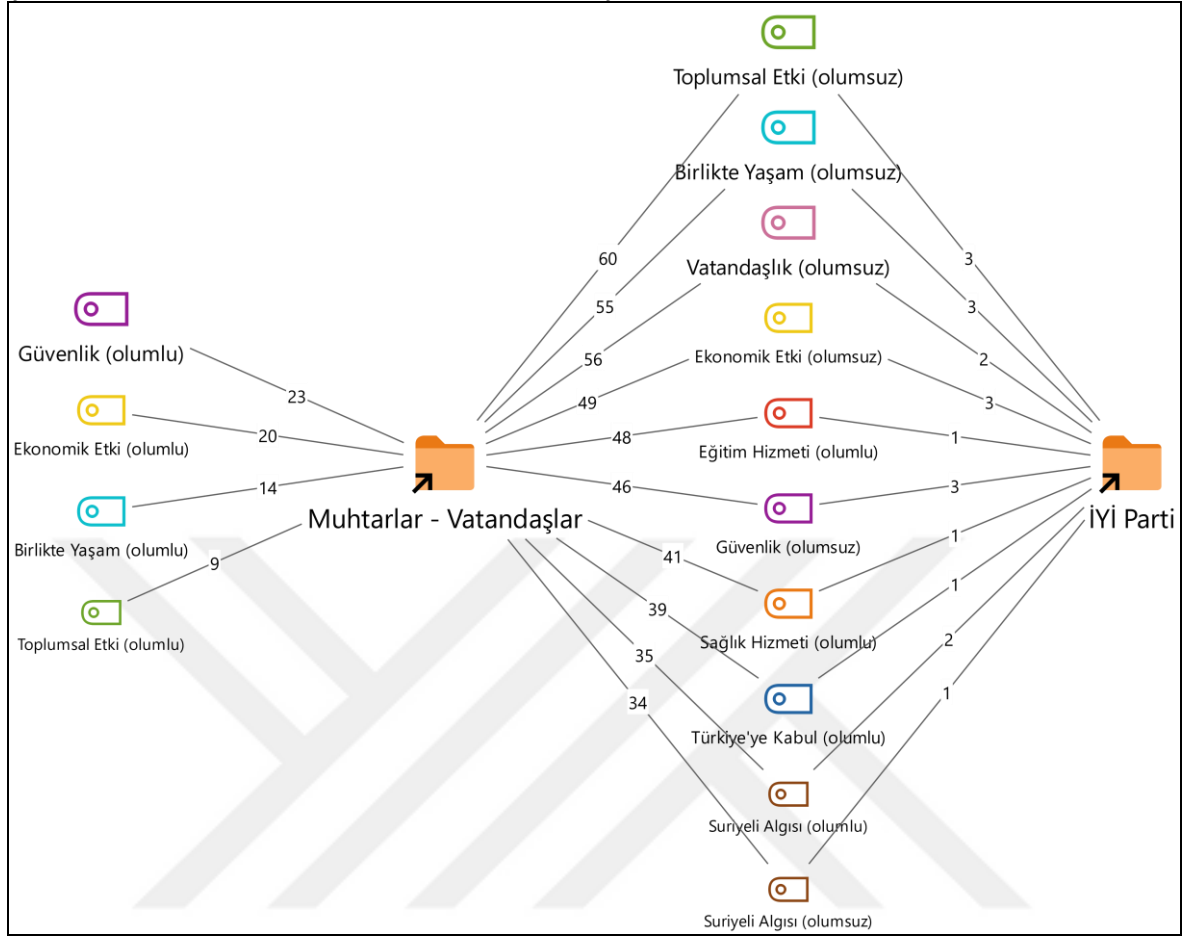 Toplumsal Etki (olumsuz)
Birlikte Yaşam (olumsuz)
Vatandaşlık (olumsuz)
60
3
55
3
Güvenlik (olumlu)
56
2
Ekonomik Etki (olumsuz)
23
49
3
Ekonomik Etki (olumlu)
20
48
Eğitim Hizmeti (olumlu)
1
14
46
3
Muhtarlar - Vatandaşlar
İYİ Parti
Birlikte Yaşam (olumlu)
Güvenlik (olumsuz)
9
41
1
39
1
Toplumsal Etki (olumlu)
Sağlık Hizmeti (olumlu)
35
2
34
1
Türkiye'ye Kabul (olumlu)
Suriyeli Algısı (olumlu)
Suriyeli Algısı (olumsuz)